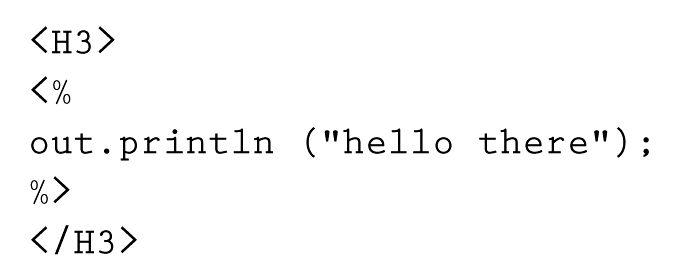 <H3>
<%
out.println ("hello there");
%>
</H3>